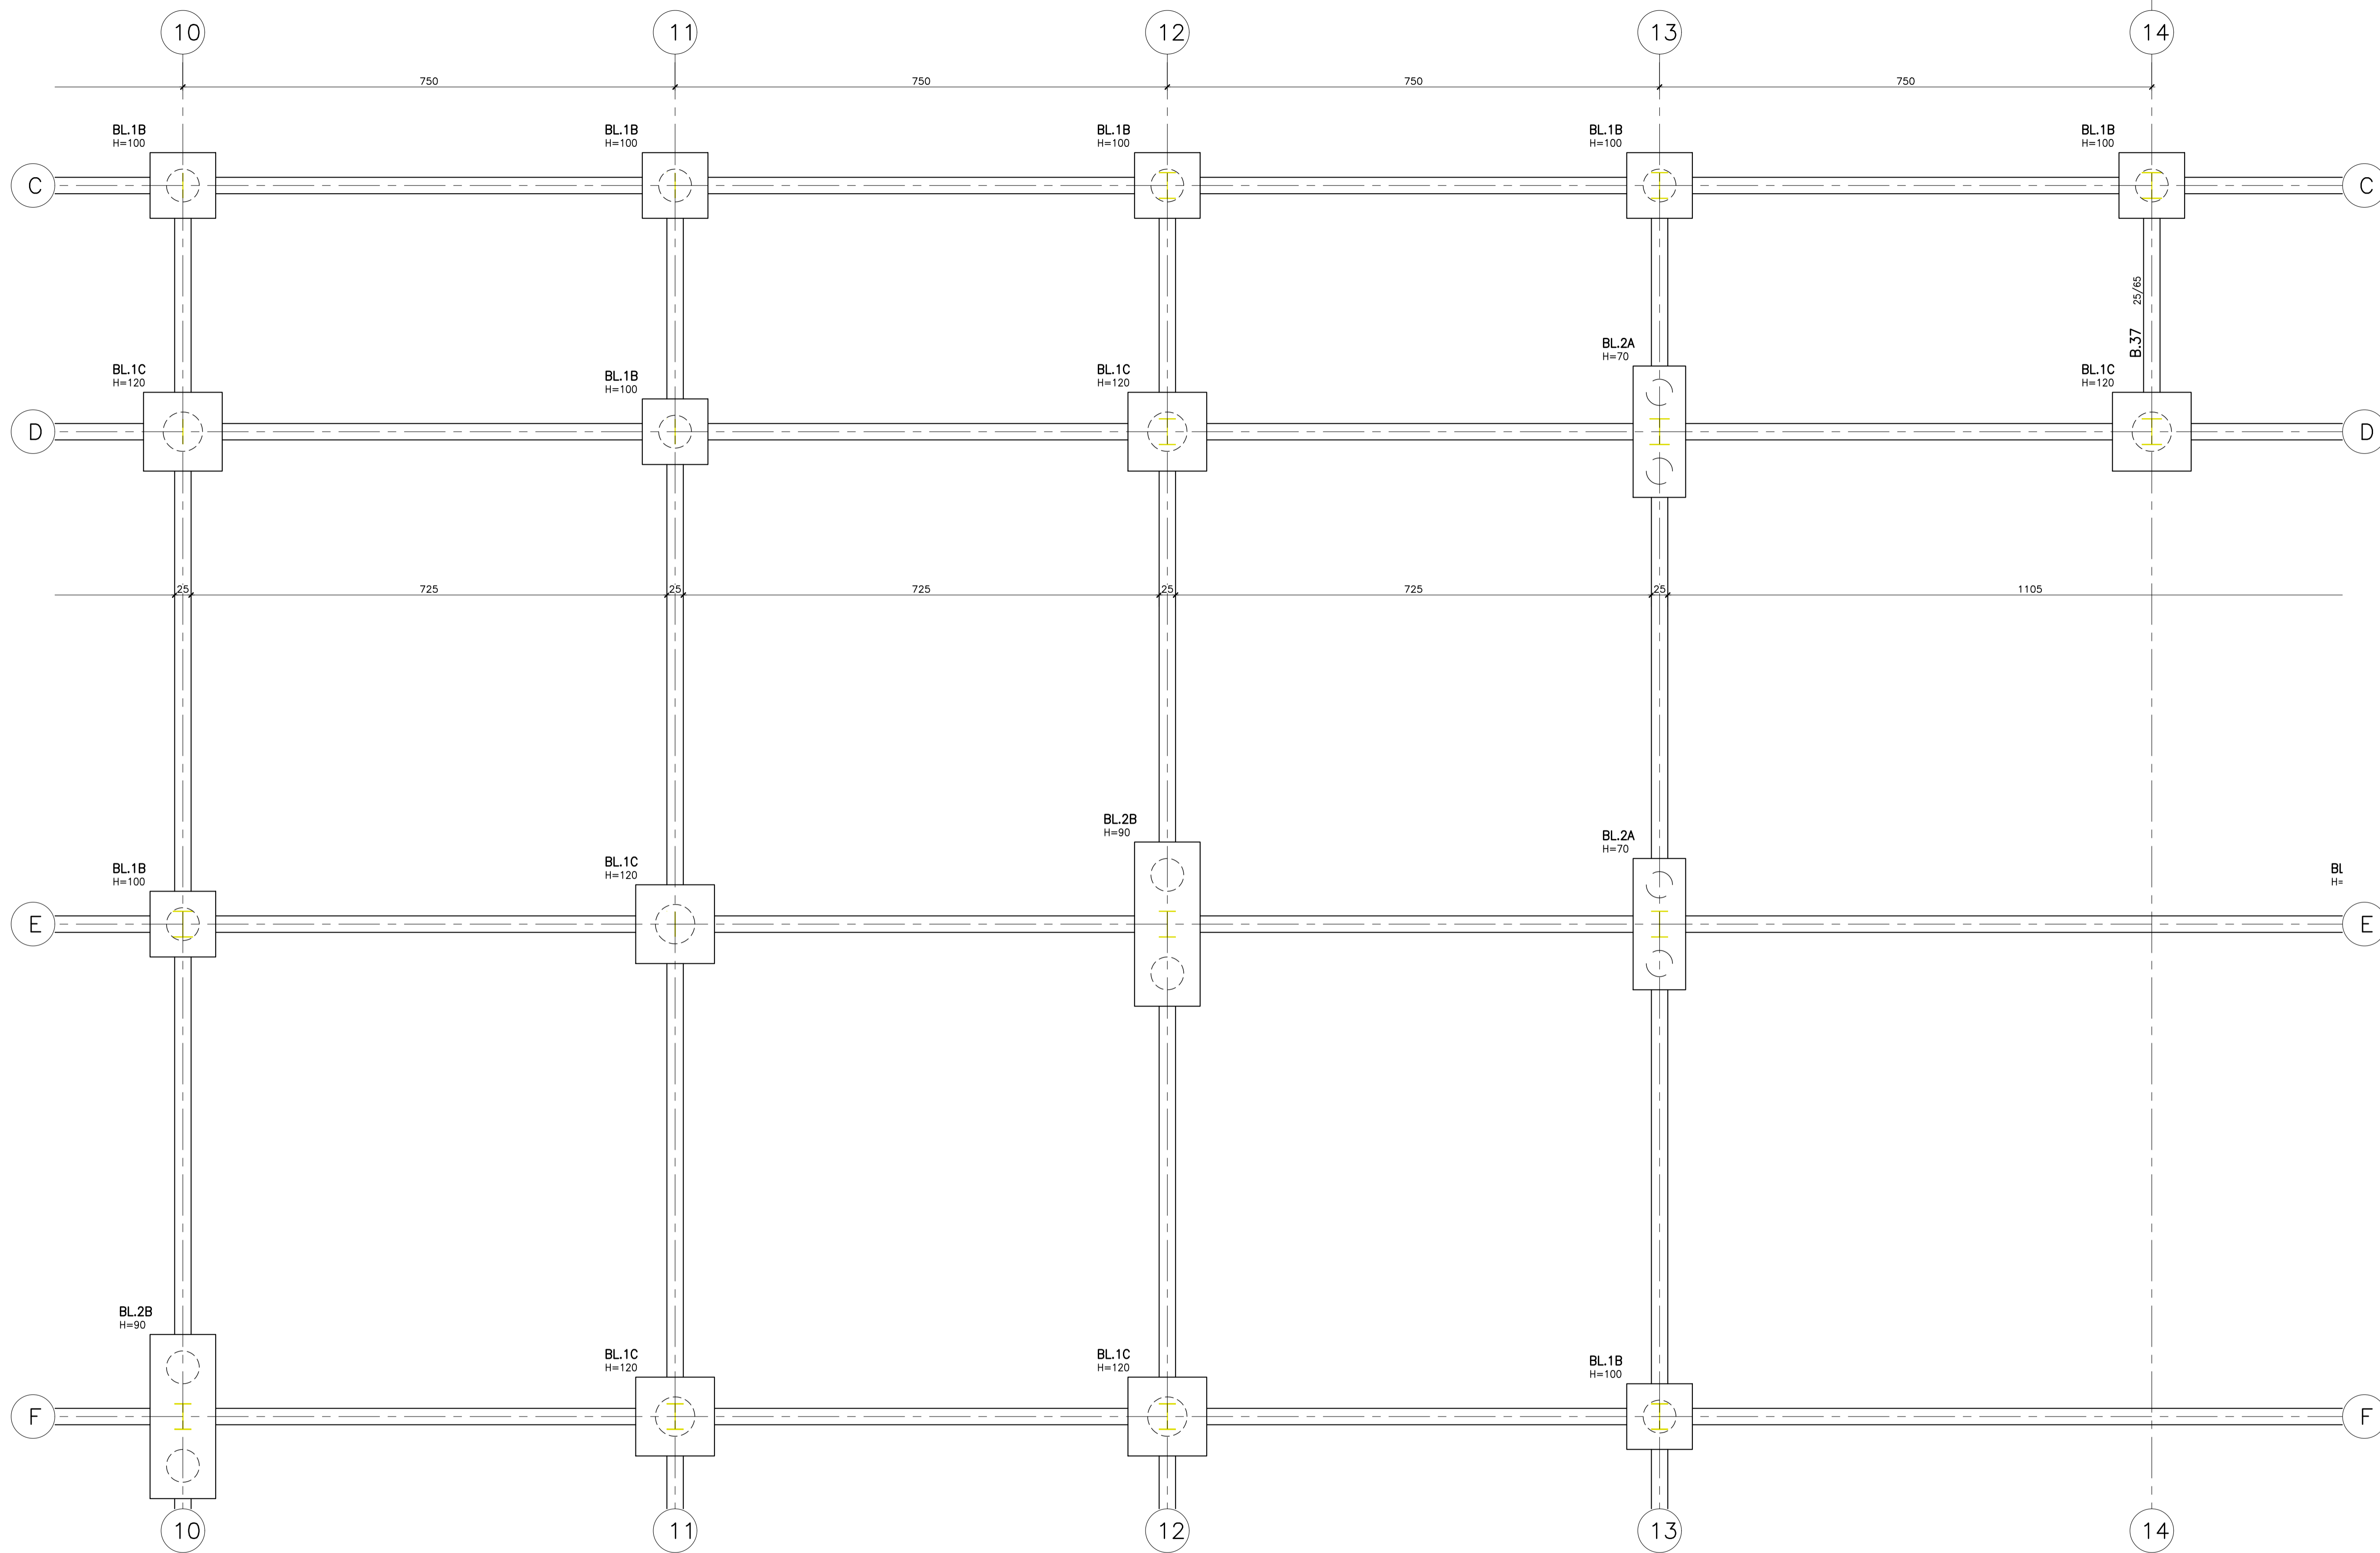 10 11 12 13 14
750 750 750 750
BL.1B BL.1B BL.1B BL.1B BL.1B
H=100 H=100 H=100 H=100 H=100
C C
25/65
B.37
BL.2A
H=70
BL.1C BL.1B BL.1C BL.1C
H=120 H=100 H=120 H=120
D D
25 725 25 725 25 725 25 1105
BL.2B
H=90
BL.2A
H=70
BL.1B BL.1C BL
H=100 H=120 H=
E E
BL.2B
H=90
BL.1C BL.1C BL.1B
H=120 H=120 H=100
F F
10 11 12 13 14